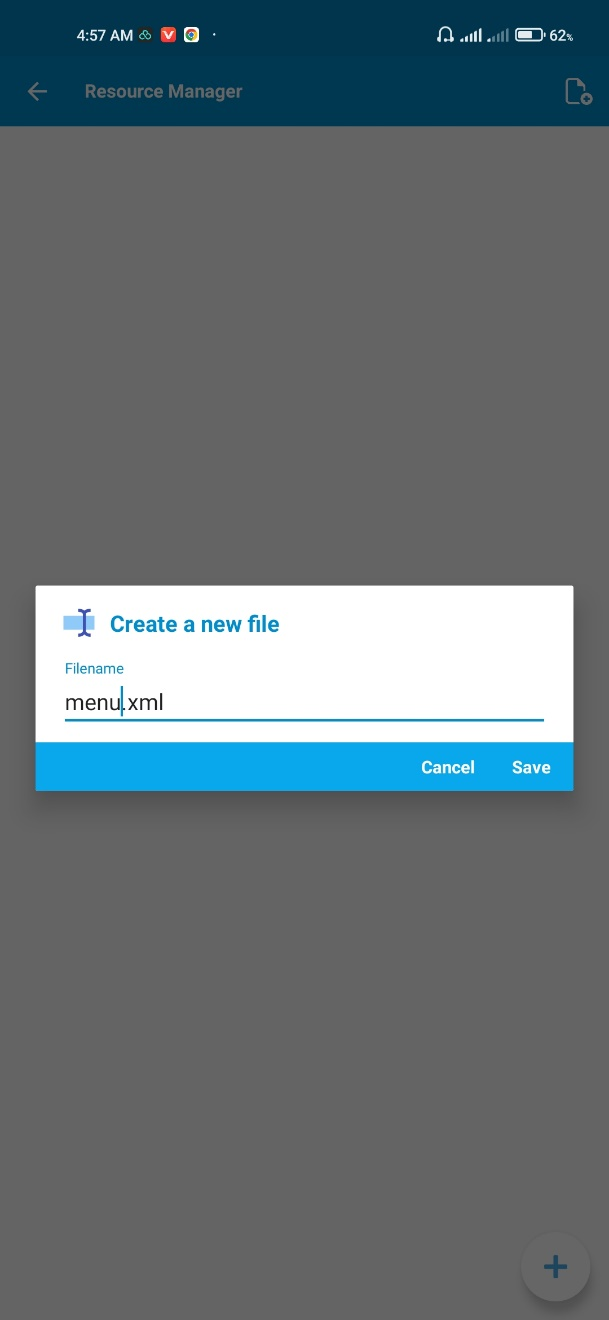 4:57 AM 62%
Resource Manager
Create a new file
Filename
menu.xml
Cancel Save